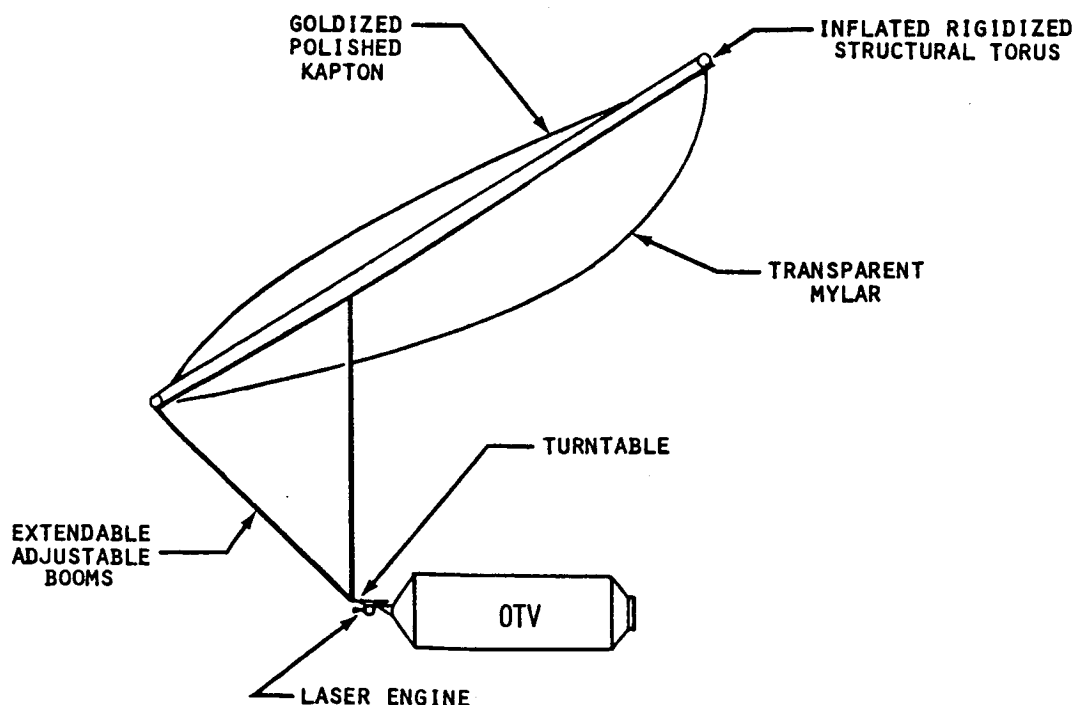 GOLDIZED
POLISHED
KAPTON
INFLATED RIGIDIZED
STRUCTURAL TORUS
TRANSPARENT
MYLAR
TURNTABLE
EXTENDABLE
ADJUSTABLE
BOOMS
OTV
LASER ENGINE